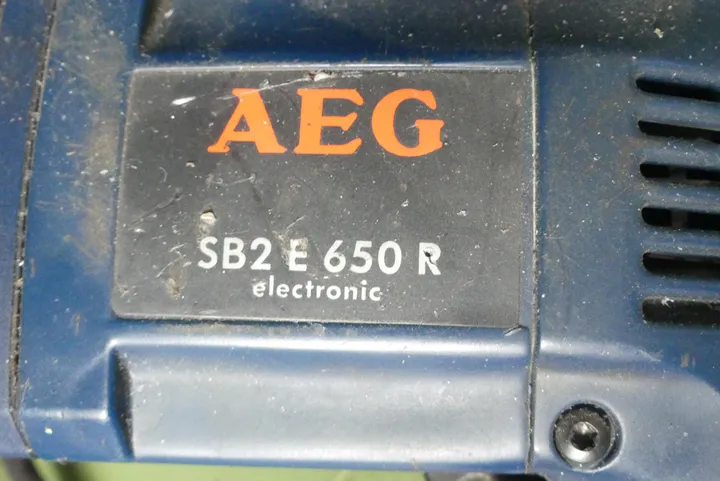 AEG
SB2 E 650 R
electronic